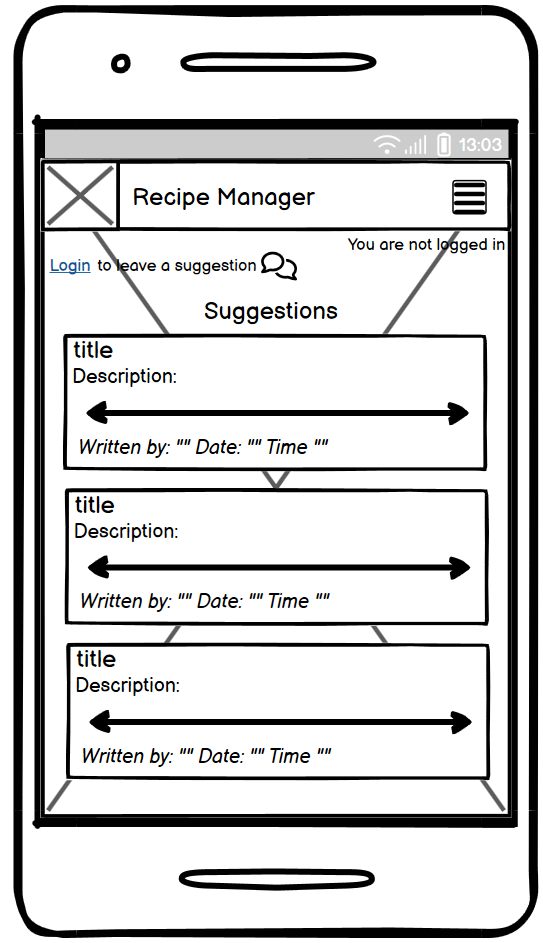 13:03
Recipe Manager
You are not logged in
Login to leave a suggestion
Suggestions
title
Description:
Written by: "" Date: "" Time ""
title
Description:
Written by: "" Date: "" Time ""
title
Description:
Written by: "" Date: "" Time ""